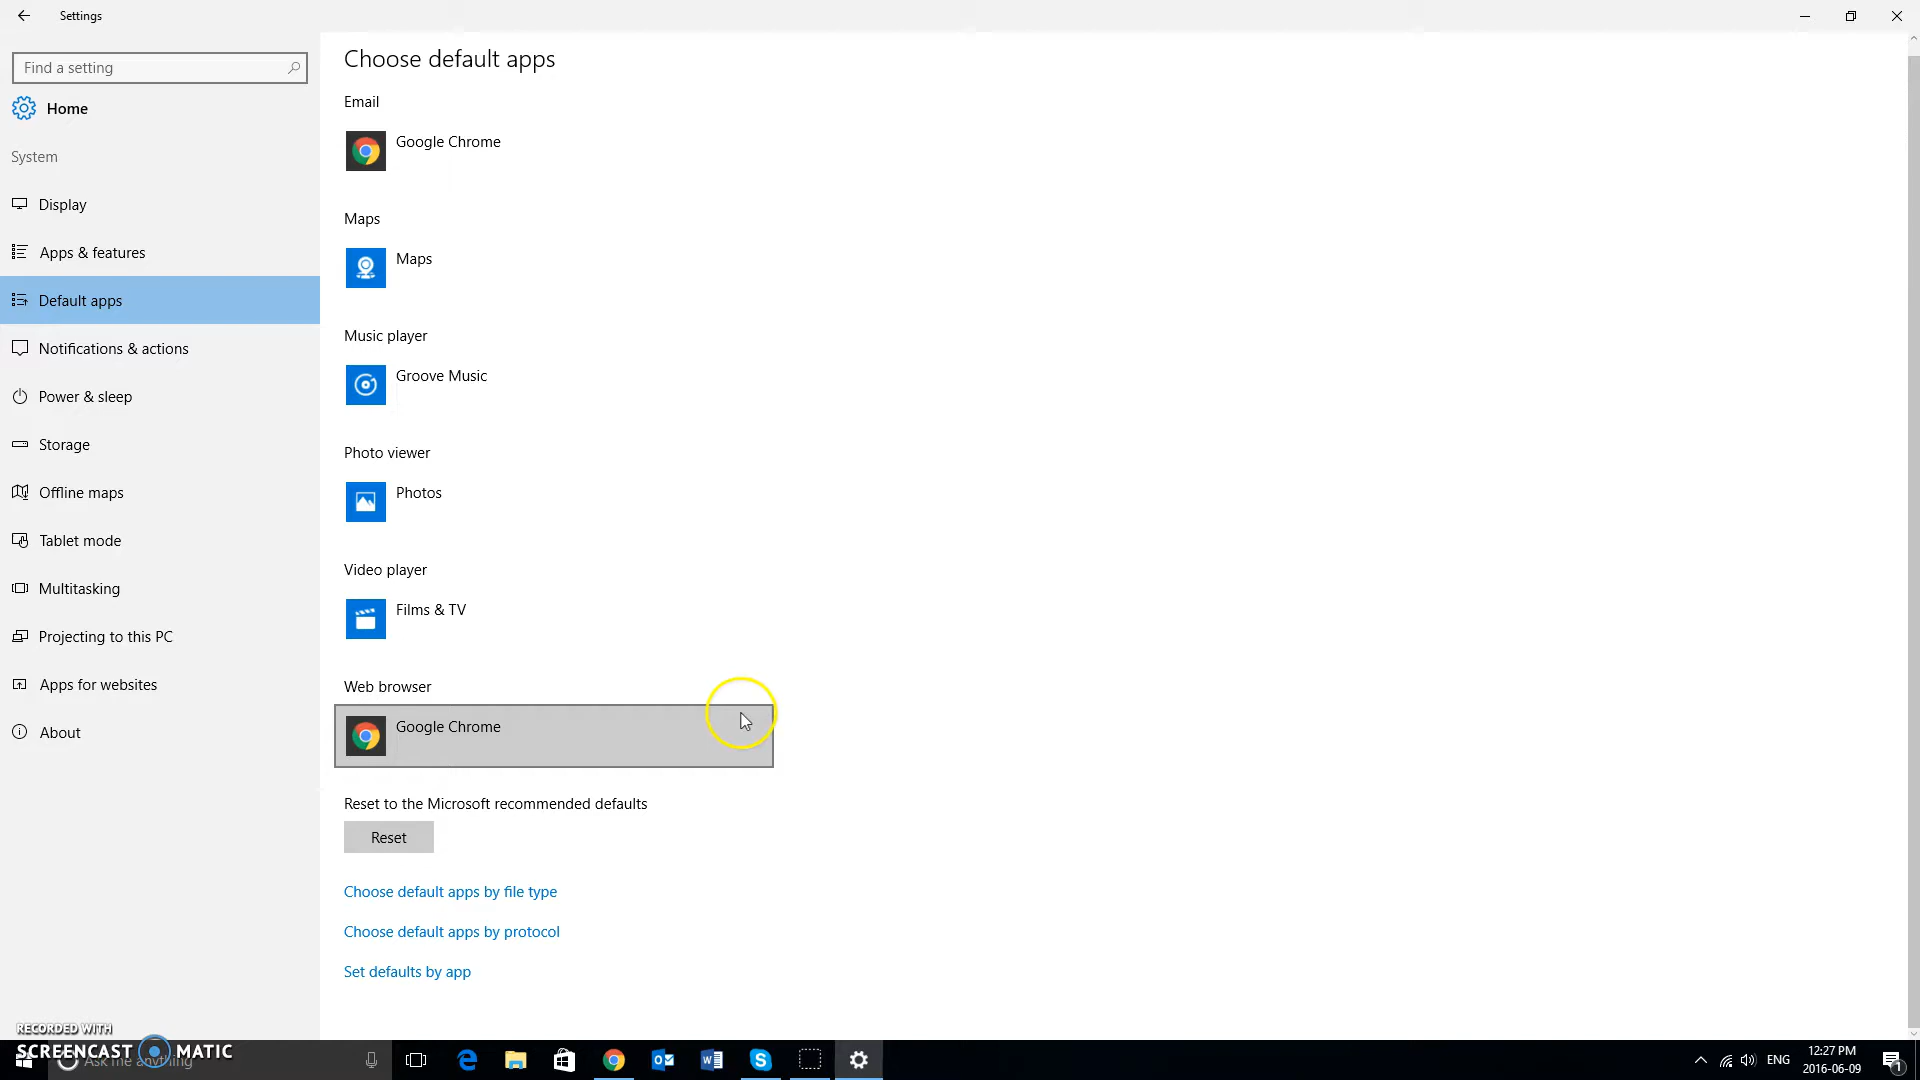 Settings
Find a setting
Home
System
Display
Apps & features
Default apps
Notifications & actions
Power & sleep
Storage
Offline maps
Tablet mode
Multitasking
Projecting to this PC
Apps for websites
About
Choose default apps
Email
Google Chrome
Maps
Maps
Music player
Groove Music
Photo viewer
Photos
Video player
Films & TV
Web browser
Google Chrome
Reset to the Microsoft recommended defaults
Reset
Choose default apps by file type
Choose default apps by protocol
Set defaults by app
RECORDED WITH
SCREENCAST MATIC
Ask me anything
ENG
12:27 PM
2016-06-09
1